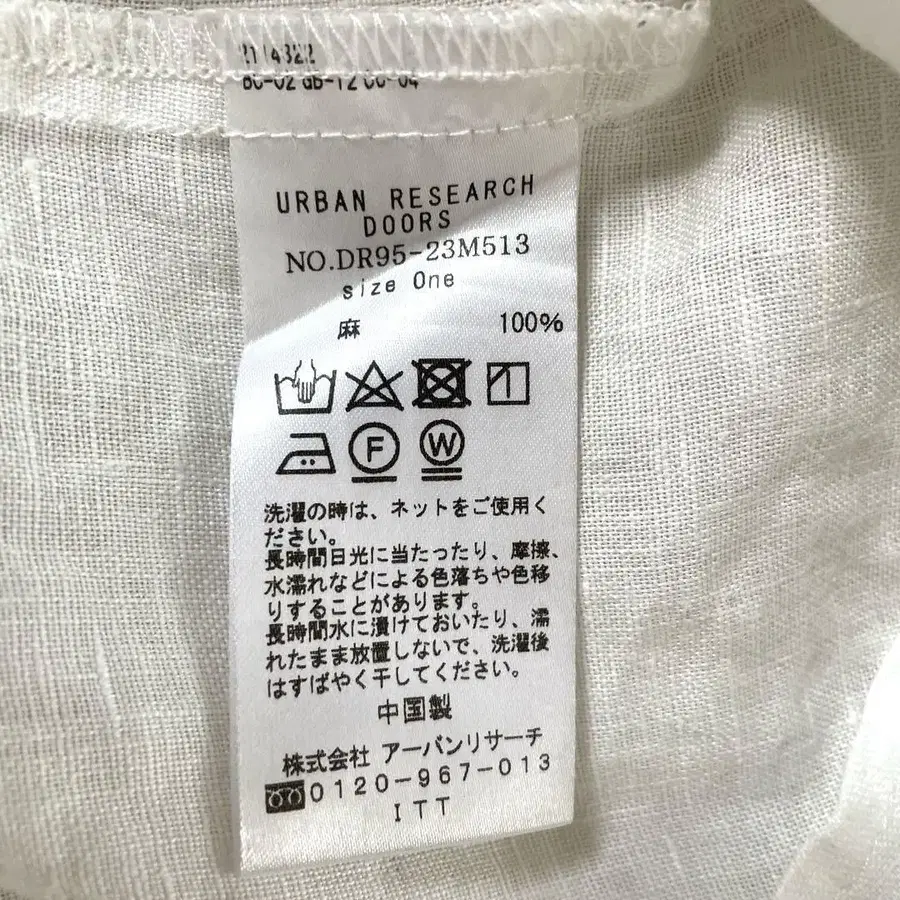 2114322
URBAN RESEARCH
DOORS
NO.DR95-23M513
size One
麻 100%
F W
洗濯の時は、ネットをご使用く
ださい。
長時間日光に当たったり、摩擦、
水濡れなどによる色落ちや色移
りすることがあります。
長時間水に漬けておいたり、濡
れたまま放置しないで、洗濯後
はすばやく干してください。
中国製
株式会社 アーバンリサーチ
0120-967-013
ITT